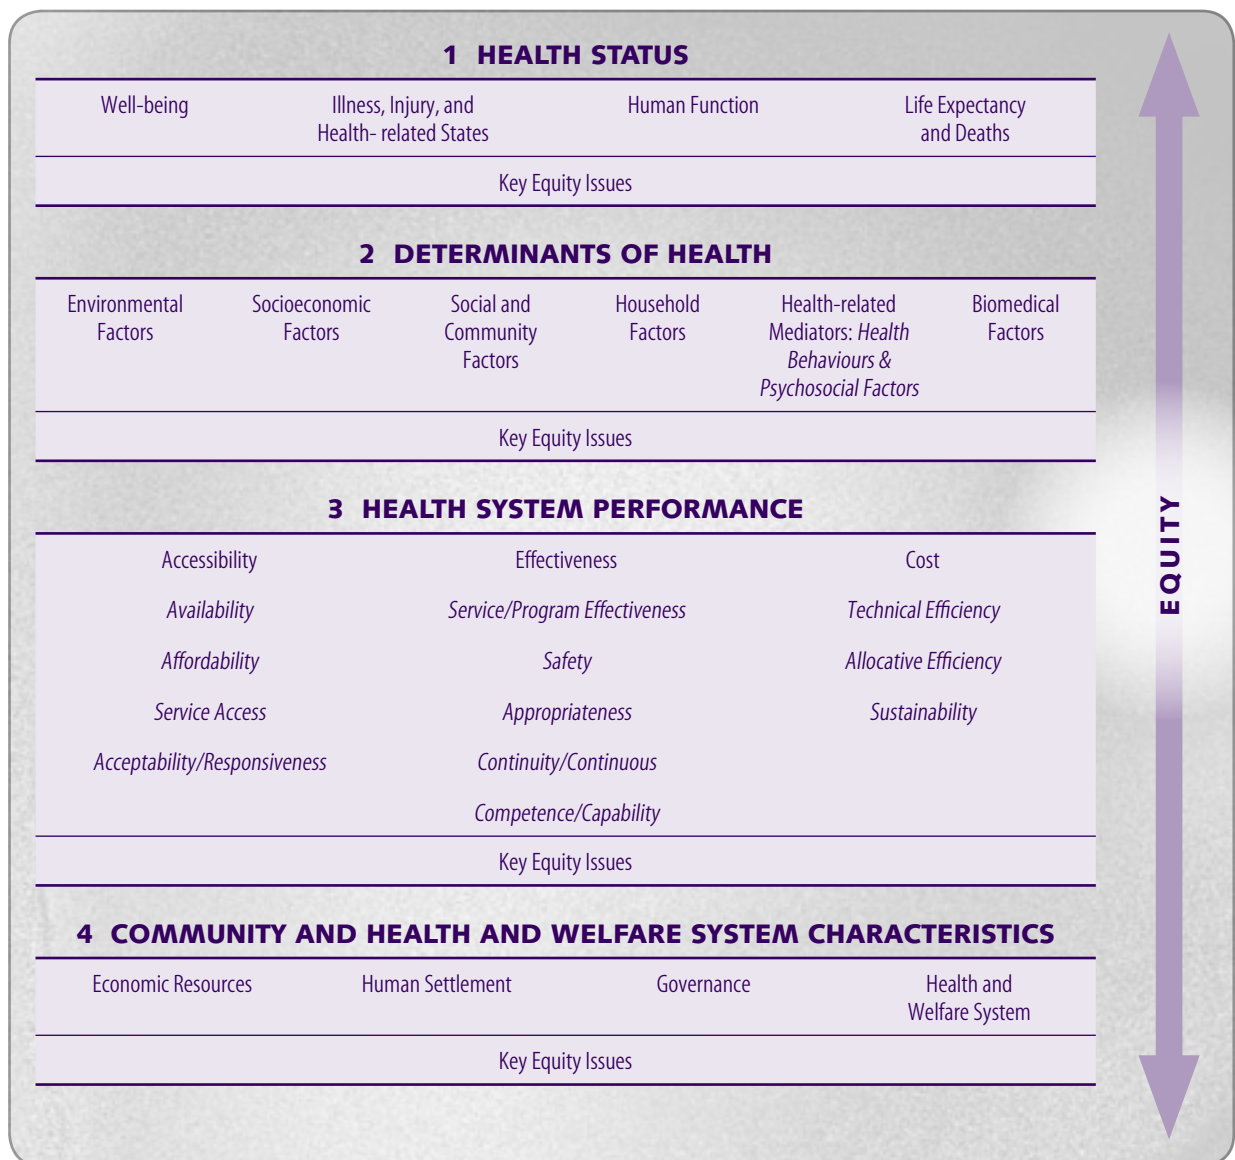 1 HEALTH STATUS
Well-being
Illness, Injury, and
Health- related States
Human Function
Life Expectancy
and Deaths
Key Equity Issues
2 DETERMINANTS OF HEALTH
Environmental
Factors
Socioeconomic
Factors
Social and
Community
Factors
Household
Factors
Health-related
Mediators: Health
Behaviours &
Psychosocial Factors
Biomedical
Factors
Key Equity Issues
3 HEALTH SYSTEM PERFORMANCE
Accessibility
Availability
Affordability
Service Access
Acceptability/Responsiveness
Effectiveness
Service/Program Effectiveness
Safety
Appropriateness
Continuity/Continuous
Competence/Capability
Cost
Technical Efficiency
Allocative Efficiency
Sustainability
Key Equity Issues
4 COMMUNITY AND HEALTH AND WELFARE SYSTEM CHARACTERISTICS
Economic Resources
Human Settlement
Governance
Health and
Welfare System
Key Equity Issues
EQUITY